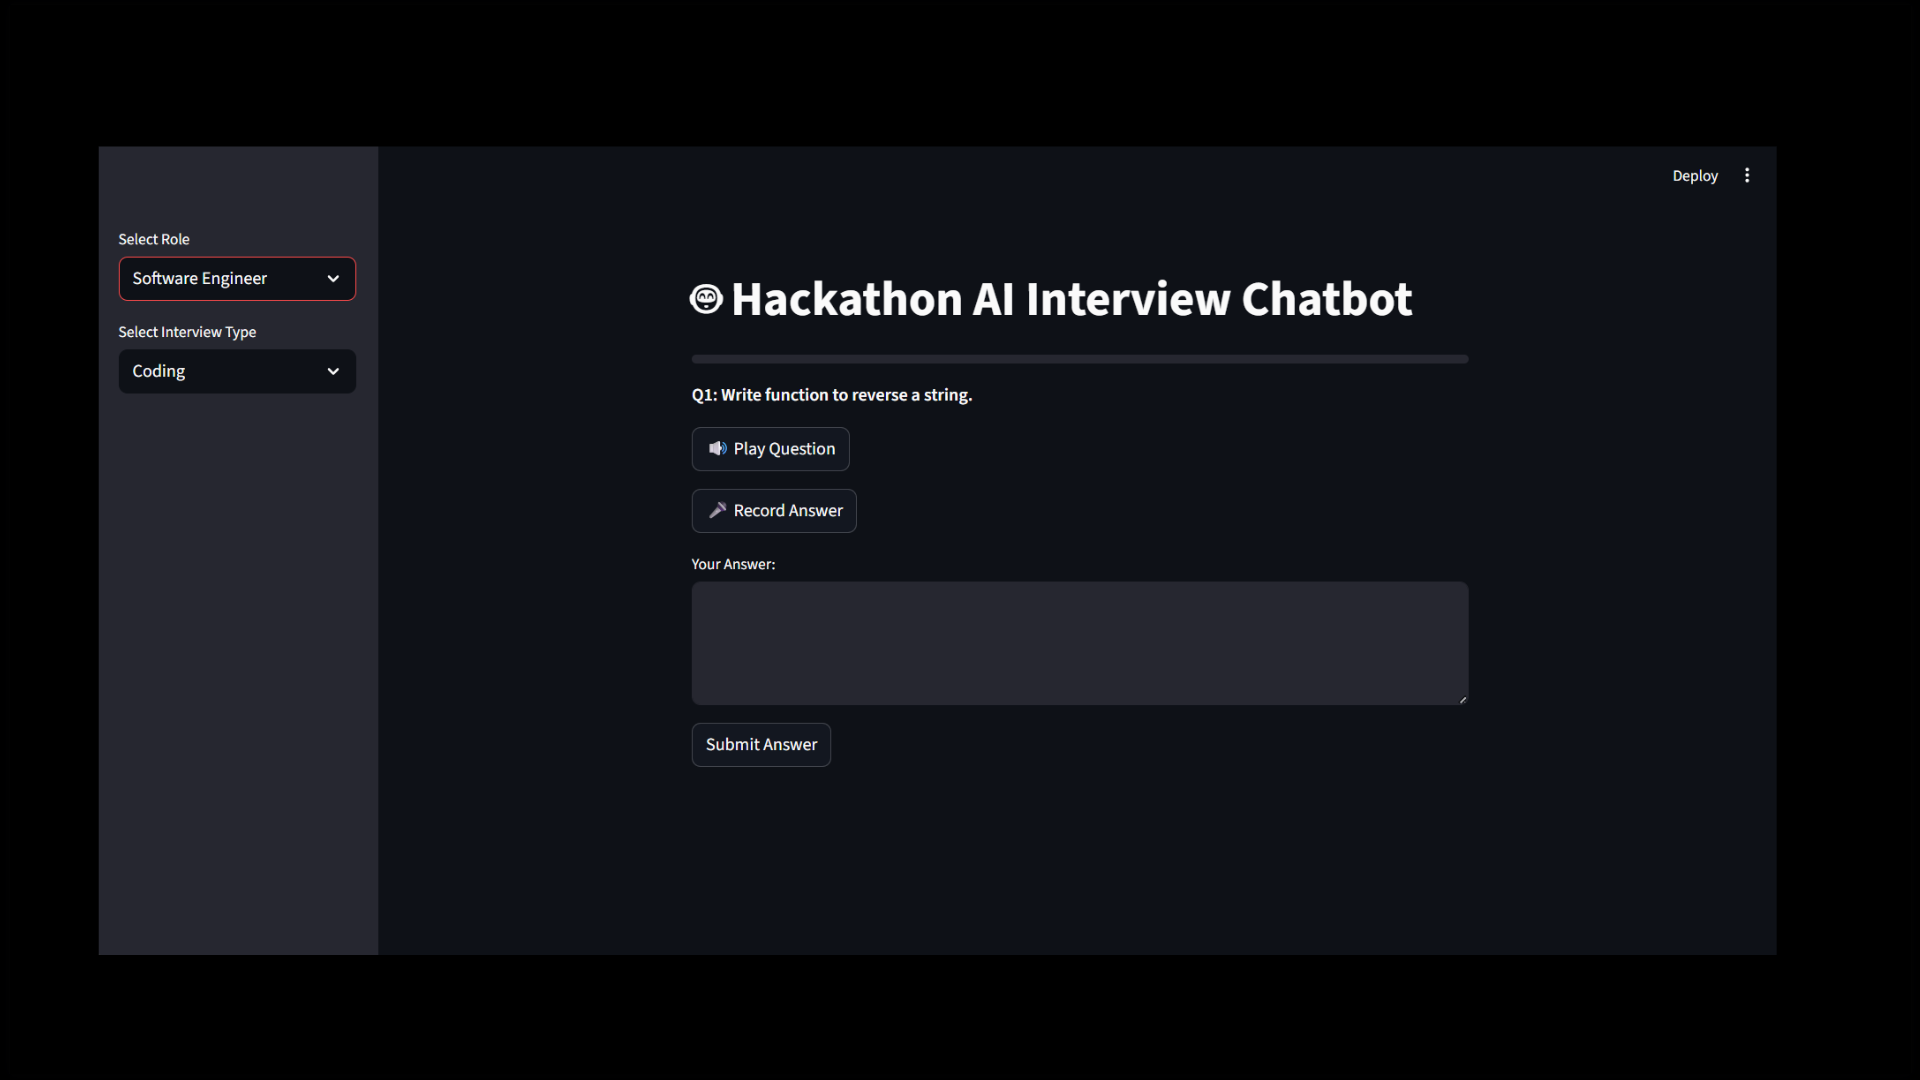 Deploy
Select Role
Software Engineer
Select Interview Type
Coding
Hackathon AI Interview Chatbot
Q1: Write function to reverse a string.
Play Question
Record Answer
Your Answer:
Submit Answer